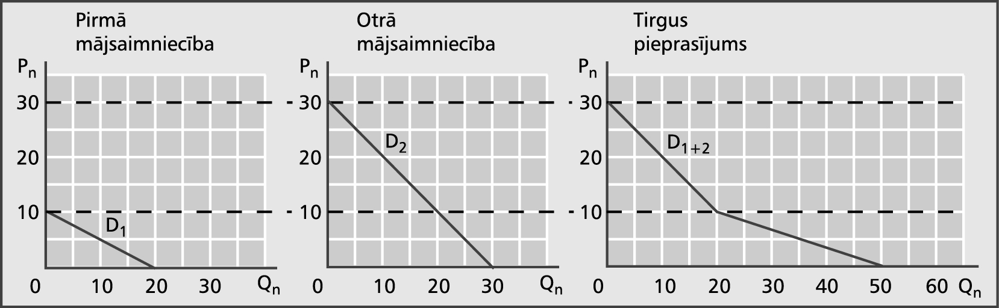 Pirmā
mājsaimniecība
Pn
30
20
10
D1
0 10 20 30 Qn
Otrā
mājsaimniecība
Pn
30
20
10
D2
0 10 20 30 Qn
Tirgus
pieprasījums
Pn
30
20
10
D1+2
0 10 20 30 40 50 60 Qn